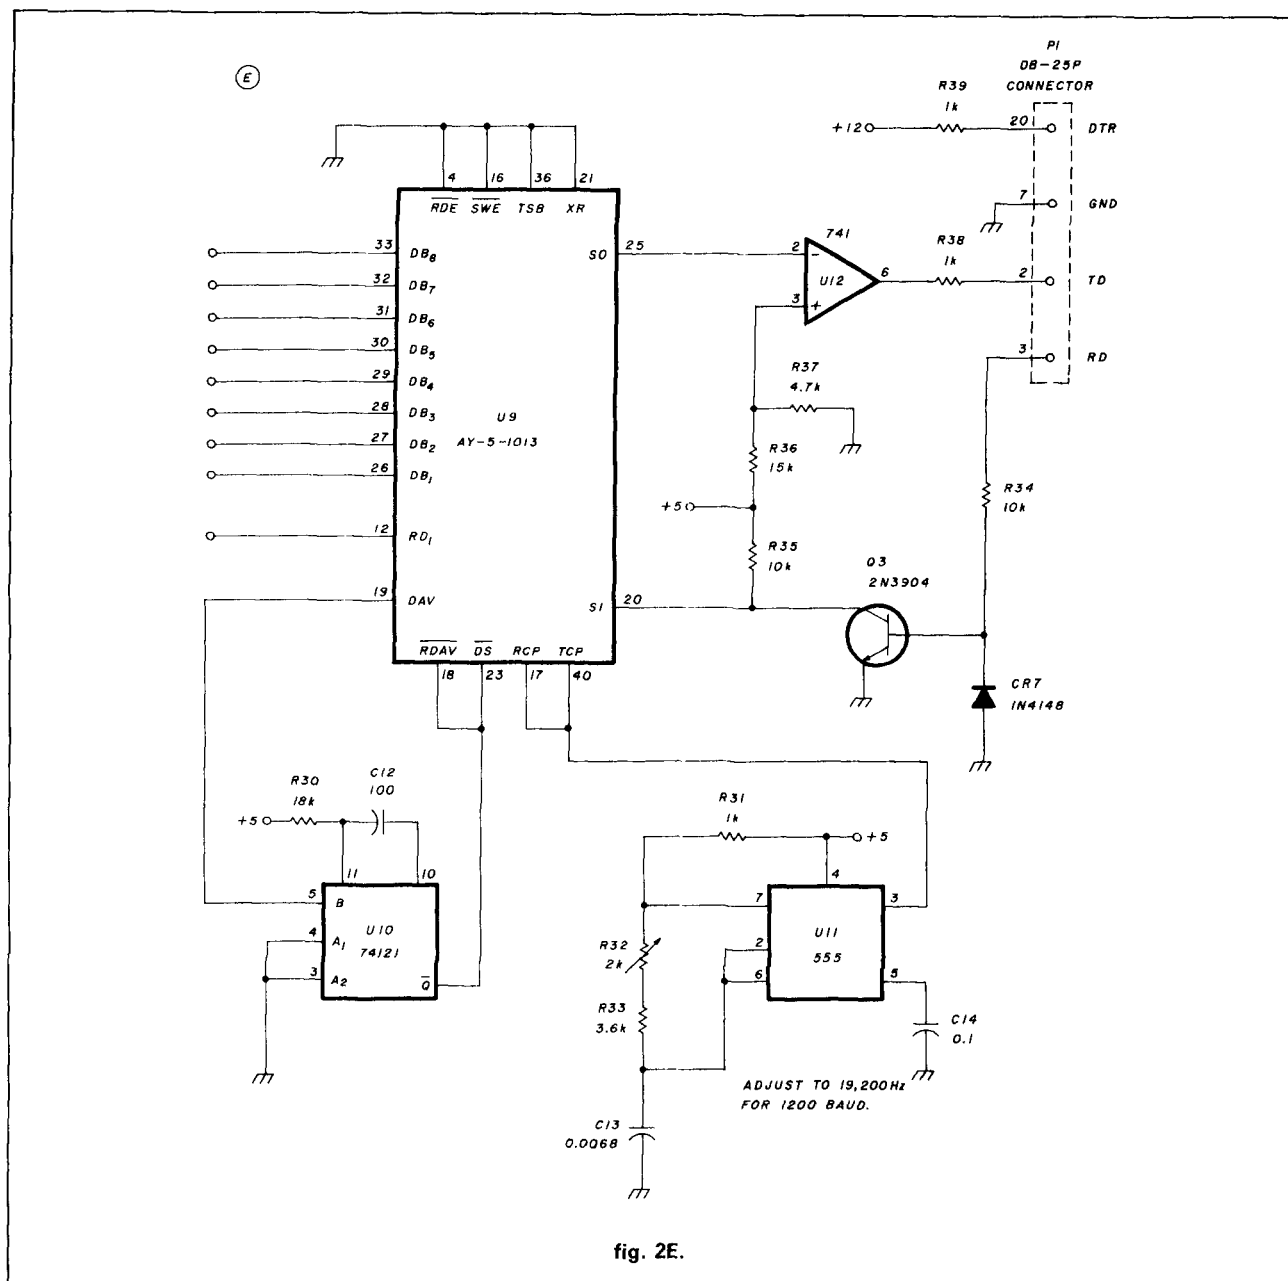 E
P1
DB-25P
CONNECTOR
R39
1k
+12
20
DTR
7
GND
R38
1k
2
TD
3
RD
4
16
36
21
RDE
SWE
TSB
XR
33
DB8
32
DB7
31
DB6
30
DB5
29
DB4
28
DB3
27
DB2
26
DB1
12
RD1
19
DAV
U9
AY-5-1013
SO
25
SI
20
RDAV
DS
RCP
TCP
18
23
17
40
741
2
-
U12
6
3
+
R37
4.7k
R36
15k
+5
R35
10k
R34
10k
Q3
2N3904
CR7
1N4148
R30
18k
C12
100
+5
11
10
5
B
4
A1
3
A2
U10
74121
Q
R31
1k
+5
4
7
3
2
6
5
U11
555
R32
2k
R33
3.6k
C14
0.1
C13
0.0068
ADJUST TO 19,200Hz
FOR 1200 BAUD.
fig. 2E.